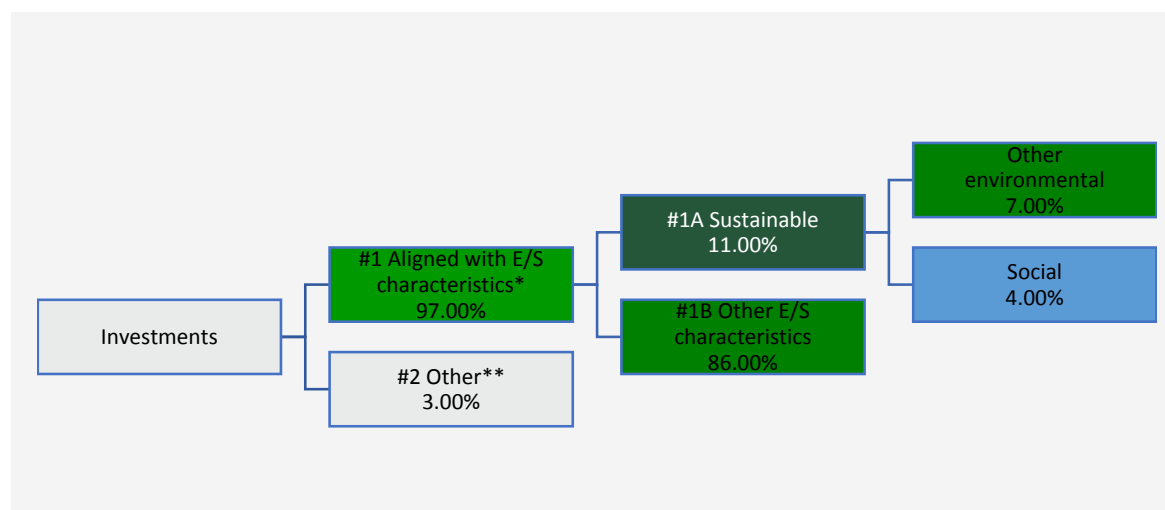 Investments
#1 Aligned with E/S
characteristics*
97.00%
#2 Other**
3.00%
#1A Sustainable
11.00%
#1B Other E/S
characteristics
86.00%
Other
environmental
7.00%
Social
4.00%